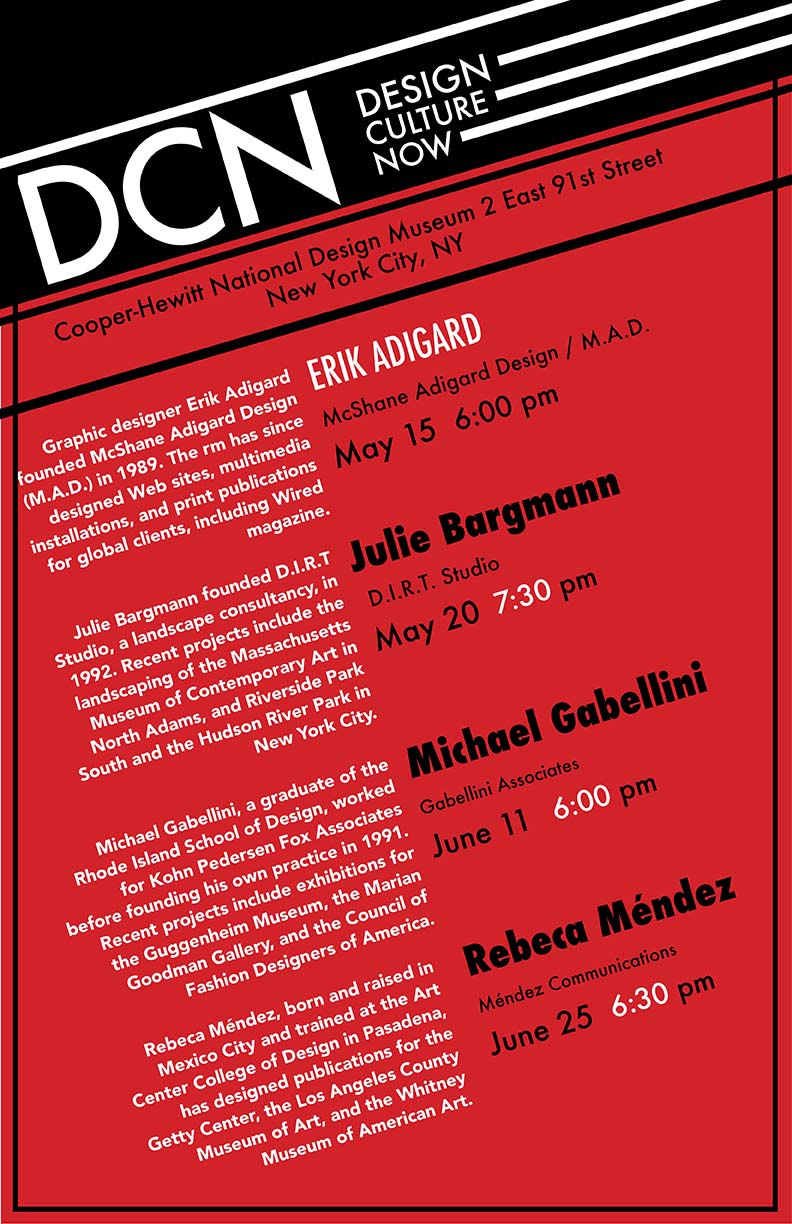 DCN
DESIGN
CULTURE
NOW
Cooper-Hewitt National Design Museum 2 East 91st Street
New York City, NY
ERIK ADIGARD
McShane Adigard Design / M.A.D.
May 15 6:00 pm
Graphic designer Erik Adigard
founded McShane Adigard Design
(M.A.D.) in 1989. The rm has since
designed Web sites, multimedia
installations, and print publications
for global clients, including Wired
magazine.
Julie Bargmann
D.I.R.T. Studio
May 20 7:30 pm
Julie Bargmann founded D.I.R.T
Studio, a landscape consultancy, in
1992. Recent projects include the
landscaping of the Massachusetts
Museum of Contemporary Art in
North Adams, and Riverside Park
South and the Hudson River Park in
New York City.
Michael Gabellini
Gabellini Associates
June 11 6:00 pm
Michael Gabellini, a graduate of the
Rhode Island School of Design, worked
for Kohn Pedersen Fox Associates
before founding his own practice in 1991.
Recent projects include exhibitions for
the Guggenheim Museum, the Marian
Goodman Gallery, and the Council of
Fashion Designers of America.
Rebeca Méndez
Méndez Communications
June 25 6:30 pm
Rebeca Méndez, born and raised in
Mexico City and trained at the Art
Center College of Design in Pasadena,
has designed publications for the
Getty Center, the Los Angeles County
Museum of Art, and the Whitney
Museum of American Art.